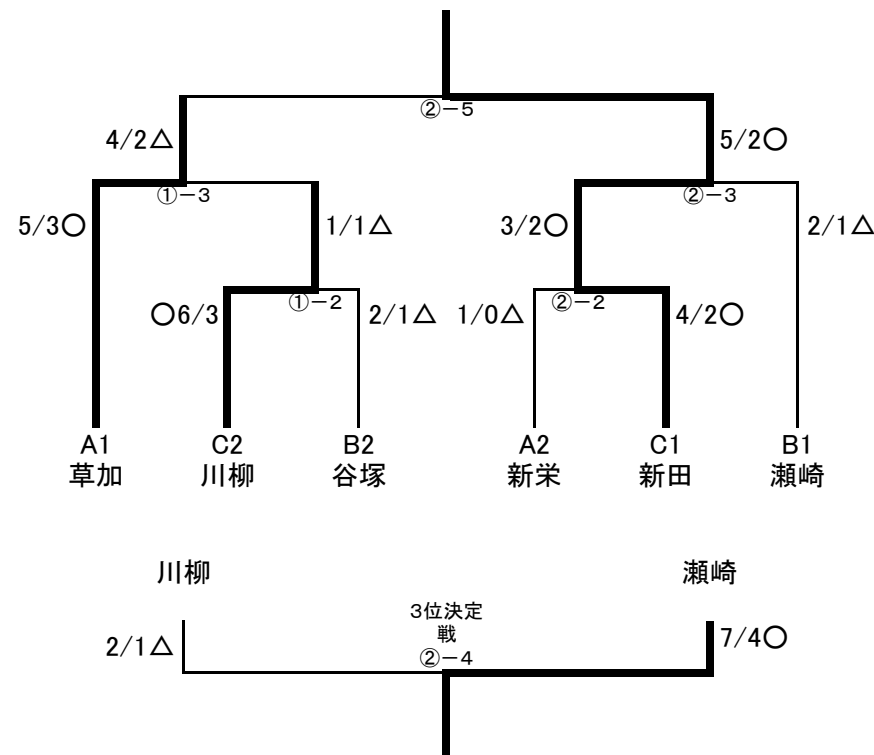 ②－5
4/2△
5/2○
①－3
②－3
5/3○
1/1△
3/2○
2/1△
①－2
②－2
○6/3
2/1△
1/0△
4/2○
A1
C2
B2
A2
C1
B1
草加
川柳
谷塚
新栄
新田
瀬崎
川柳
瀬崎
3位決定
戦
2/1△
7/4○
②－4